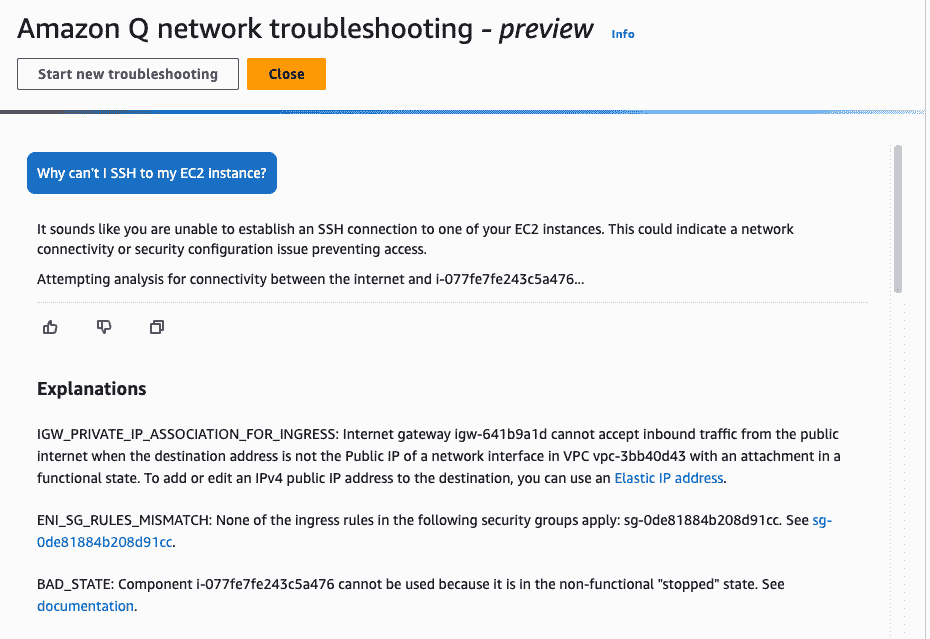 Amazon Q network troubleshooting - preview Info
Start new troubleshooting Close
Why can't I SSH to my EC2 instance?
It sounds like you are unable to establish an SSH connection to one of your EC2 instances. This could indicate a network
connectivity or security configuration issue preventing access.
Attempting analysis for connectivity between the internet and i-077fe7fe243c5a476...
Explanations
IGW_PRIVATE_IP_ASSOCIATION_FOR_INGRESS: Internet gateway igw-641b9a1d cannot accept inbound traffic from the public
internet when the destination address is not the Public IP of a network interface in VPC vpc-3bb40d43 with an attachment in a
functional state. To add or edit an IPv4 public IP address to the destination, you can use an Elastic IP address.
ENI_SG_RULES_MISMATCH: None of the ingress rules in the following security groups apply: sg-0de81884b208d91cc. See sg-
0de81884b208d91cc.
BAD_STATE: Component i-077fe7fe243c5a476 cannot be used because it is in the non-functional "stopped" state. See
documentation.